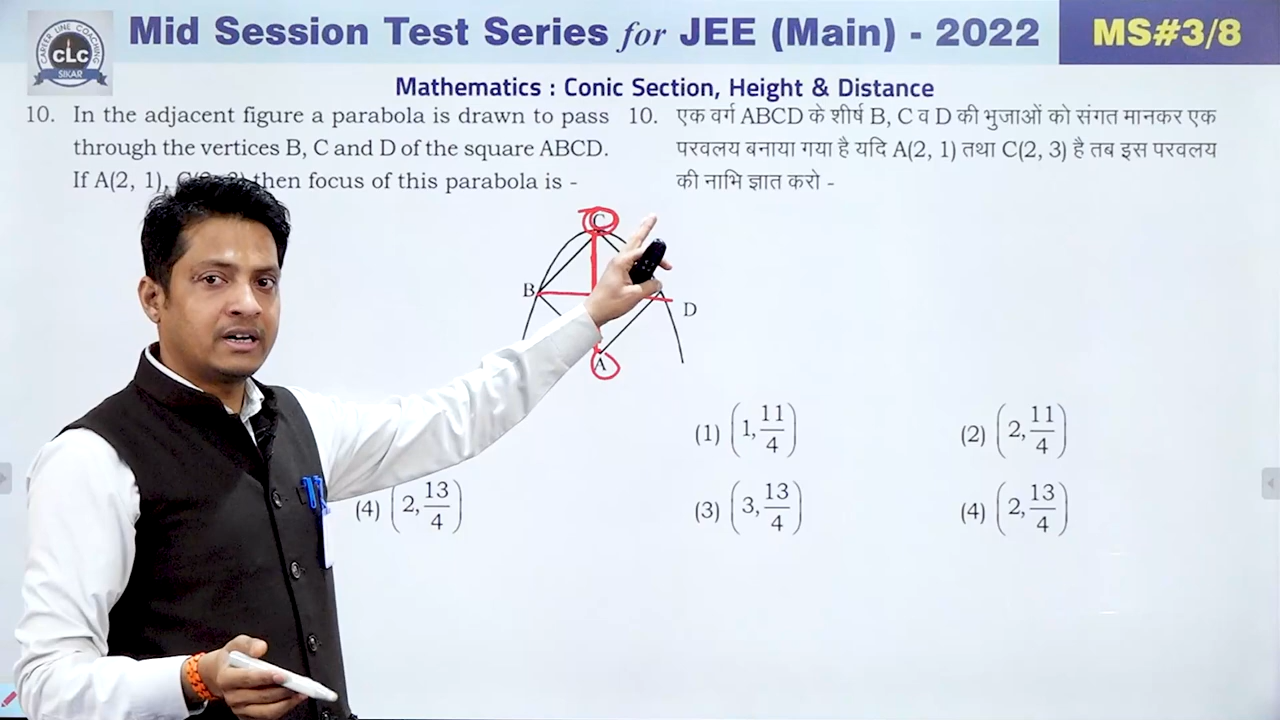 Mid Session Test Series for JEE (Main) - 2022
MS#3/8
CAREER LINE COACHING
CLC
SIKAR
Mathematics : Conic Section, Height & Distance
10. In the adjacent figure a parabola is drawn to pass
through the vertices B, C and D of the square ABCD.
If A(2, 1), then focus of this parabola is -
10. एक वर्ग ABCD के शीर्ष B, C व D की भुजाओं को संगत मानकर एक
परवलय बनाया गया है यदि A(2, 1) तथा C(2, 3) है तब इस परवलय
की नाभि ज्ञात करो -
C
B
D
A
(4) (2, 13/4)
(1) (1, 11/4)
(2) (2, 11/4)
(3) (3, 13/4)
(4) (2, 13/4)